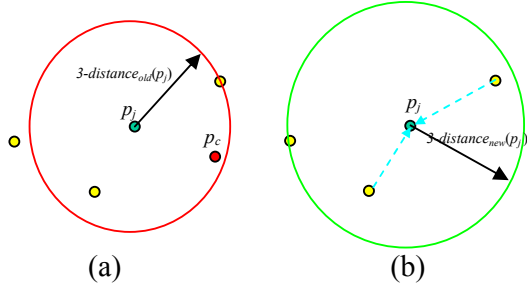 3-distance_old(p_j)
p_j
p_c
(a)
p_j
3-distance_new(p_j)
(b)